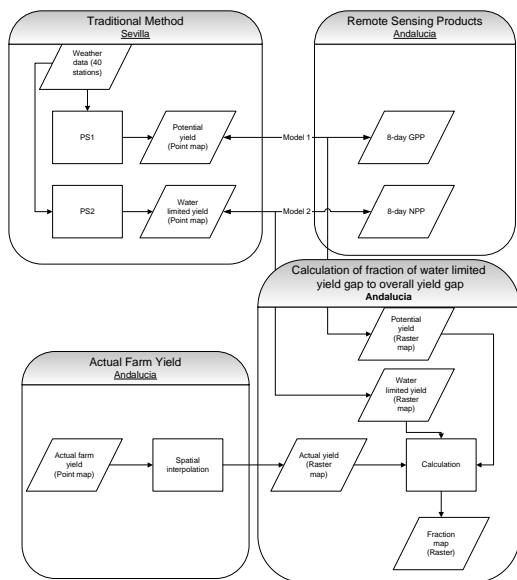 Traditional Method
Sevilla
Weather
data (40
stations)
PS1
Potential
yield
(Point map)
PS2
Water
limited yield
(Point map)
Model 1
Model 2
Remote Sensing Products
Andalucia
8-day GPP
8-day NPP
Calculation of fraction of water limited
yield gap to overall yield gap
Andalucia
Potential
yield
(Raster
map)
Water
limited yield
(Raster
map)
Actual Farm Yield
Andalucia
Actual farm
yield
(Point map)
Spatial
interpolation
Actual yield
(Raster
map)
Calculation
Fraction
map
(Raster)